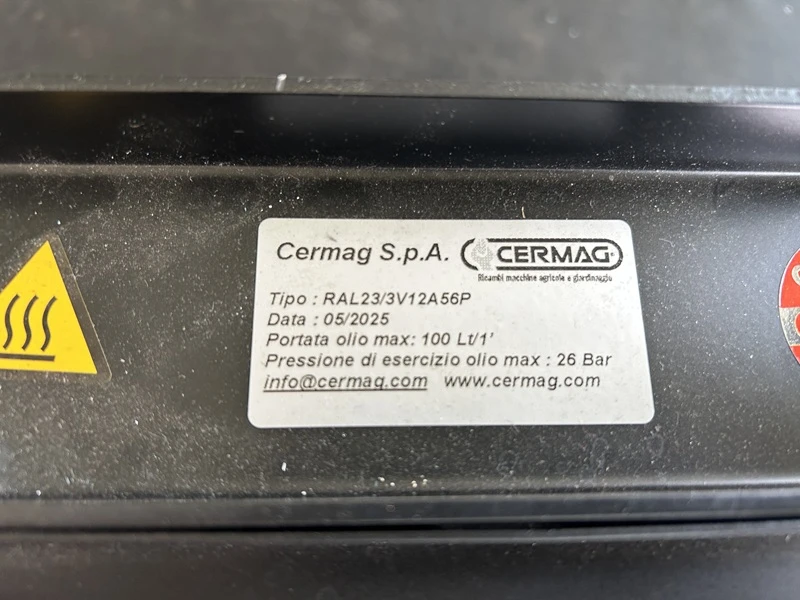 Cermag S.p.A.
CERMAG
Ricambi macchine agricole e giardinaggio
Tipo : RAL23/3V12A56P
Data : 05/2025
Portata olio max: 100 Lt/1'
Pressione di esercizio olio max : 26 Bar
info@cermag.com www.cermag.com